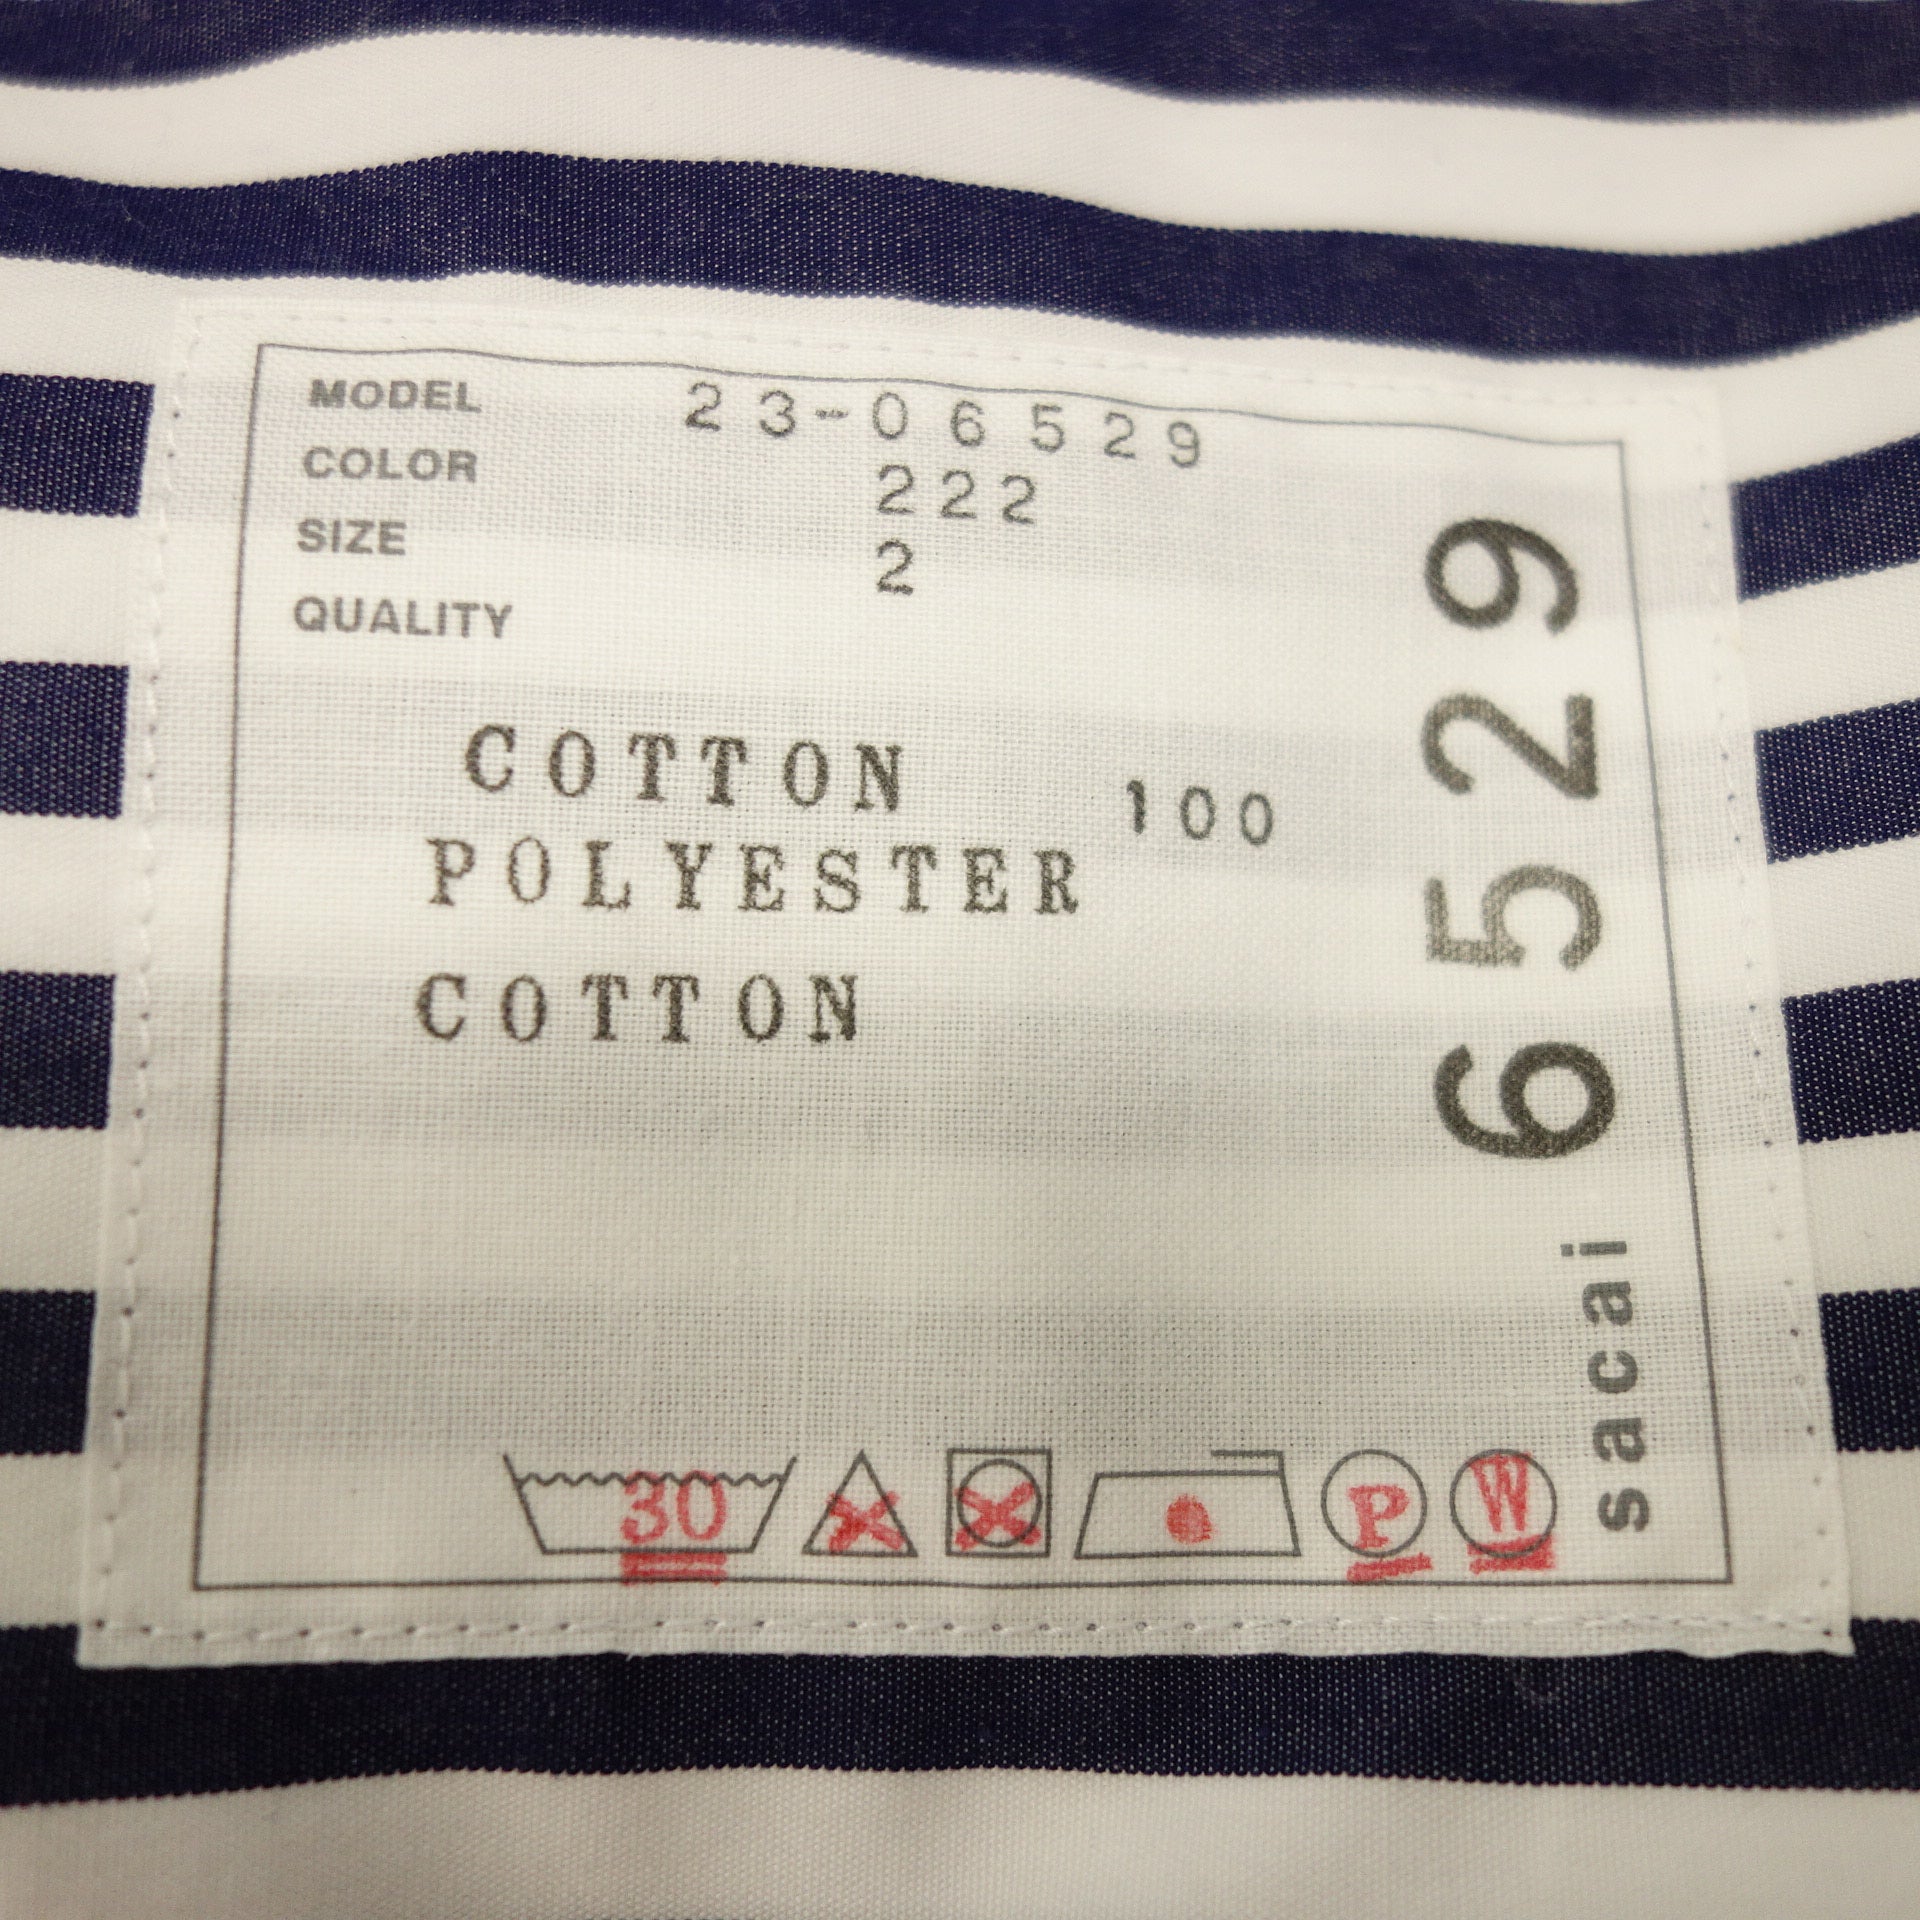 MODEL 23-06529
COLOR 222
SIZE 2
QUALITY
COTTON 100
POLYESTER
COTTON
30 P W
sacai 6529